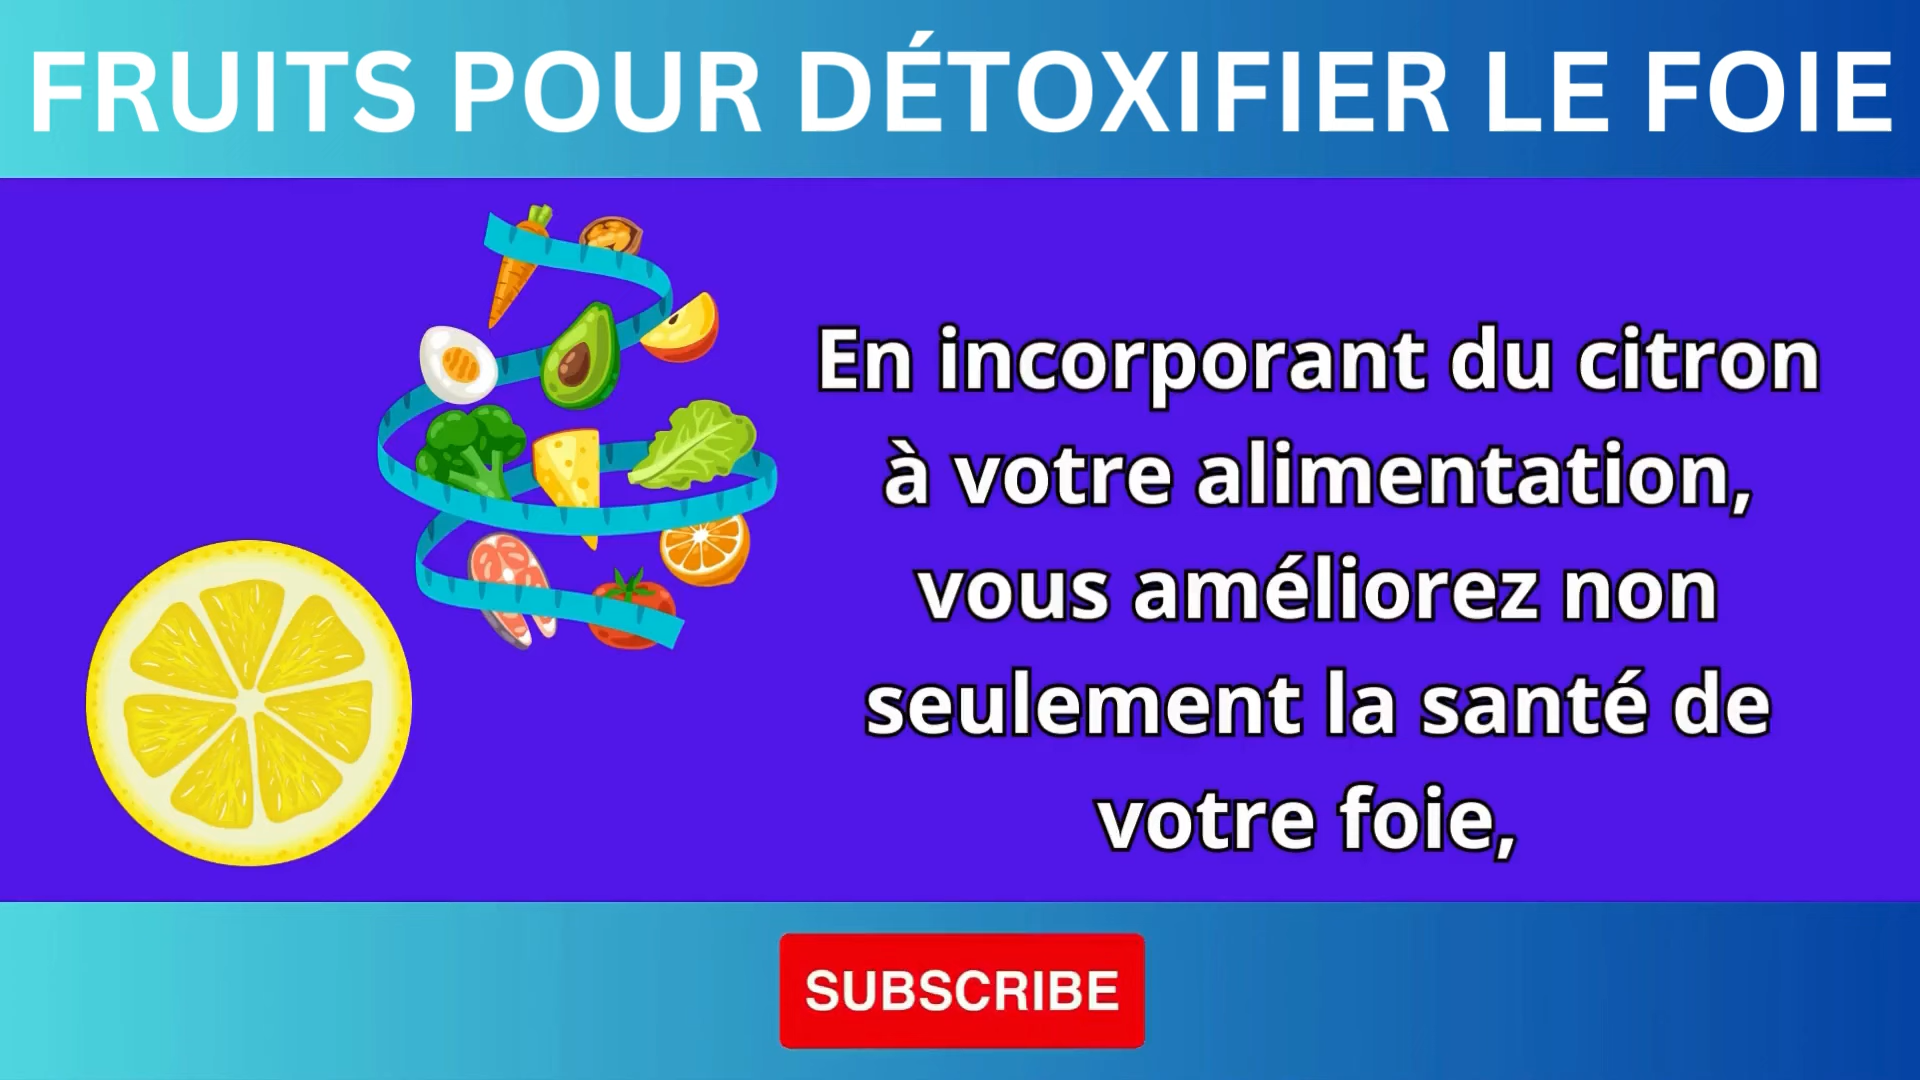 FRUITS POUR DÉTOXIFIER LE FOIE
En incorporant du citron
à votre alimentation,
vous améliorez non
seulement la santé de
votre foie,
SUBSCRIBE